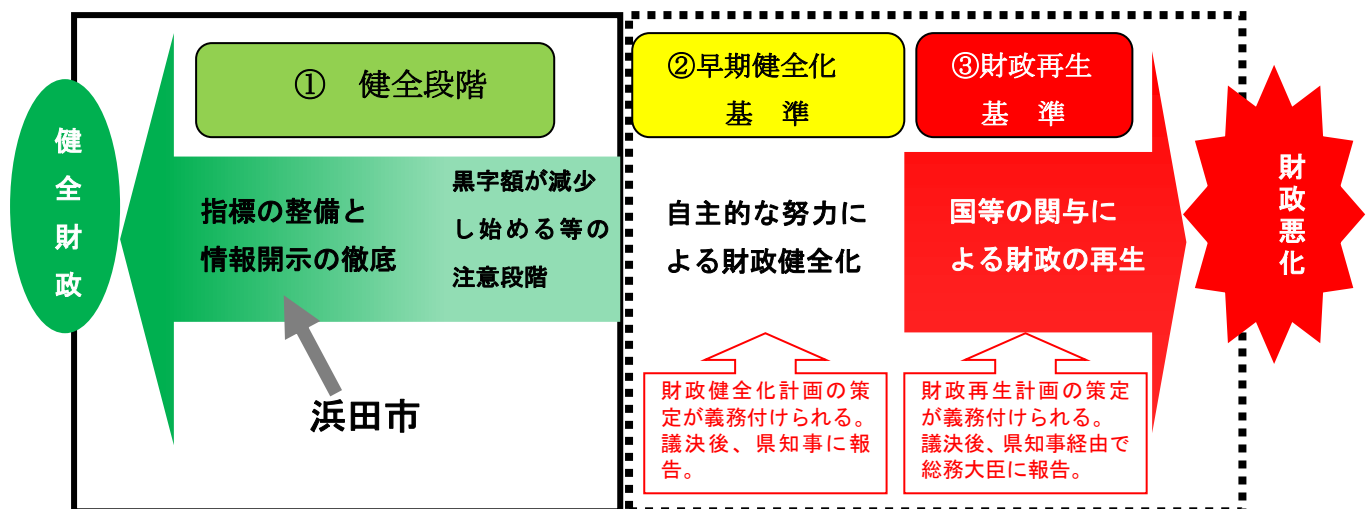 健全財政
① 健全段階
指標の整備と
情報開示の徹底
黒字額が減少
し始める等の
注意段階
浜田市
②早期健全化
基 準
自主的な努力に
よる財政健全化
財政健全化計画の策
定が義務付けられる。
議決後、県知事に報
告。
③財政再生
基 準
国等の関与に
よる財政の再生
財政再生計画の策定
が義務付けられる。
議決後、県知事経由で
総務大臣に報告。
財政悪化